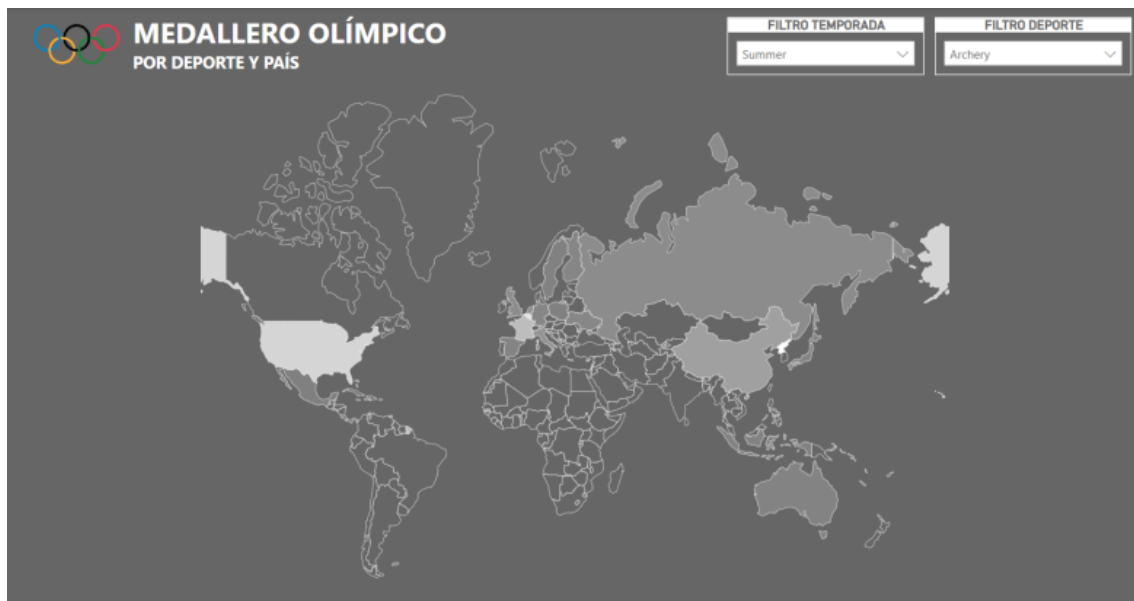 MEDALLERO OLÍMPICO
POR DEPORTE Y PAÍS
FILTRO TEMPORADA
Summer
FILTRO DEPORTE
Archery